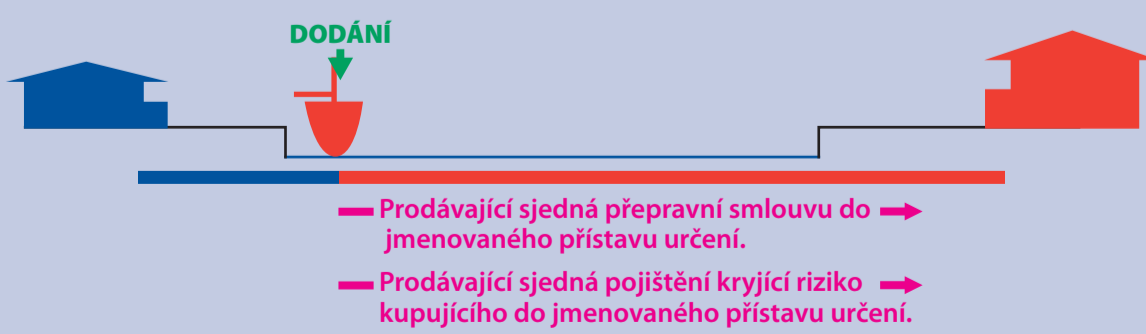 DODÁNÍ
Prodávající sjedná přepravní smlouvu do
jmenovaného přístavu určení.
Prodávající sjedná pojištění kryjící riziko
kupujícího do jmenovaného přístavu určení.